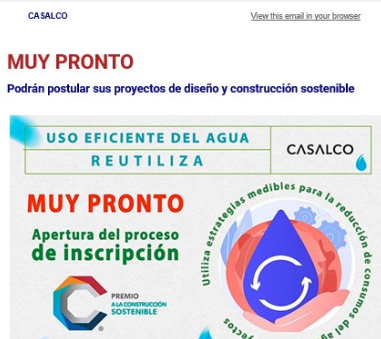 CASALCO
View this email in your browser
MUY PRONTO
Podrán postular sus proyectos de diseño y construcción sostenible
USO EFICIENTE DEL AGUA
REUTILIZA
CASALCO
MUY PRONTO
Apertura del proceso
de inscripción
PREMIO
A LA CONSTRUCCIÓN
SOSTENIBLE
Utiliza estrategias medibles para la reducción de consumos del